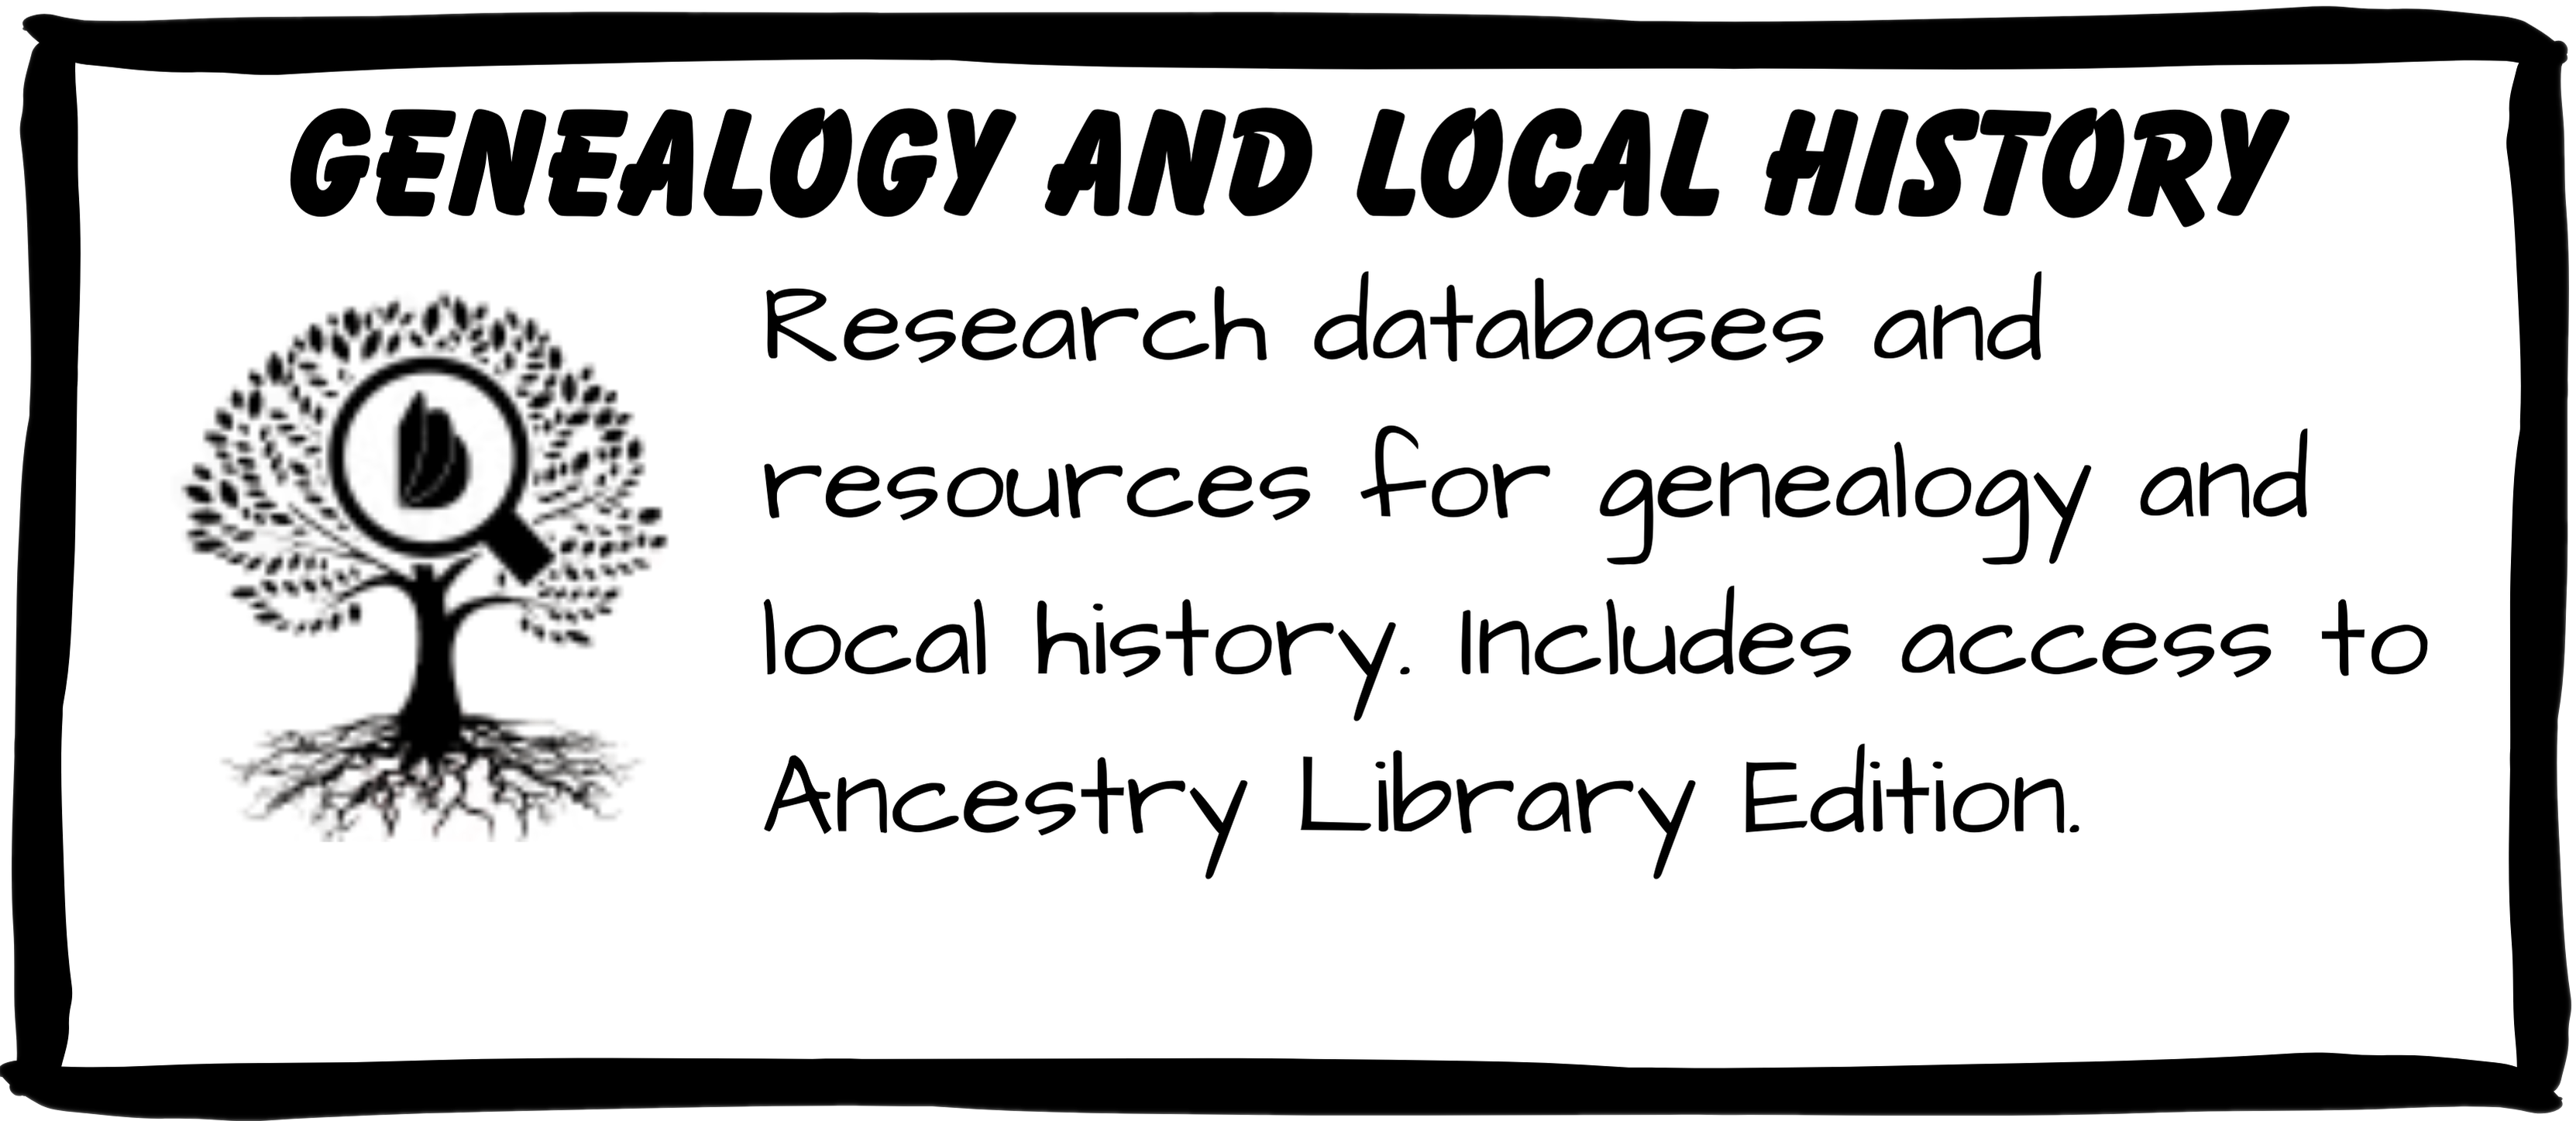 GENEALOGY AND LOCAL HISTORY
Research databases and
resources for genealogy and
local history. Includes access to
Ancestry Library Edition.